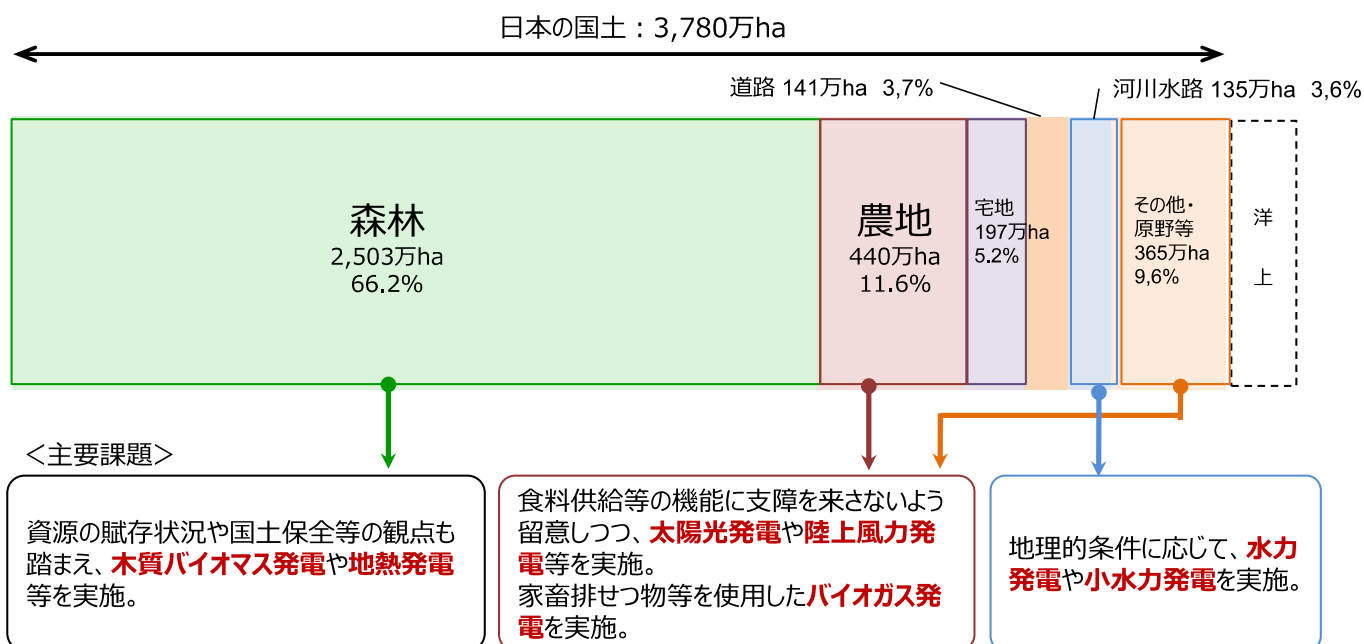 日本の国土：3,780万ha
道路 141万ha 3,7%
河川水路 135万ha 3,6%
森林
2,503万ha
66.2%
農地
440万ha
11.6%
宅地
197万ha
5.2%
その他・
原野等
365万ha
9,6%
洋
上
＜主要課題＞
資源の賦存状況や国土保全等の観点も
踏まえ、木質バイオマス発電や地熱発電
等を実施。
食料供給等の機能に支障を来さないよう
留意しつつ、太陽光発電や陸上風力発
電等を実施。
家畜排せつ物等を使用したバイオガス発
電を実施。
地理的条件に応じて、水力
発電や小水力発電を実施。